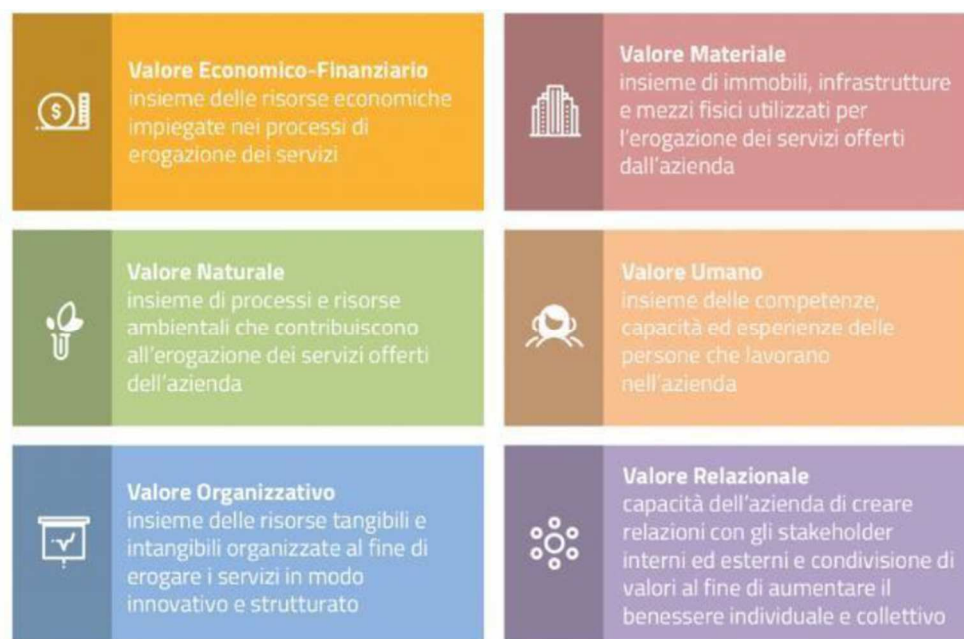 Valore Economico-Finanziario
insieme delle risorse economiche
impiegate nei processi di
erogazione dei servizi
Valore Materiale
insieme di immobili, infrastrutture
e mezzi fisici utilizzati per
l'erogazione dei servizi offerti
dall'azienda
Valore Naturale
insieme di processi e risorse
ambientali che contribuiscono
all'erogazione dei servizi offerti
dell'azienda
Valore Umano
insieme delle competenze,
capacità ed esperienze delle
persone che lavorano
nell'azienda
Valore Organizzativo
insieme delle risorse tangibili e
intangibili organizzate al fine di
erogare i servizi in modo
innovativo e strutturato
Valore Relazionale
capacità dell'azienda di creare
relazioni con gli stakeholder
interni ed esterni e condivisione di
valori al fine di aumentare il
benessere individuale e collettivo